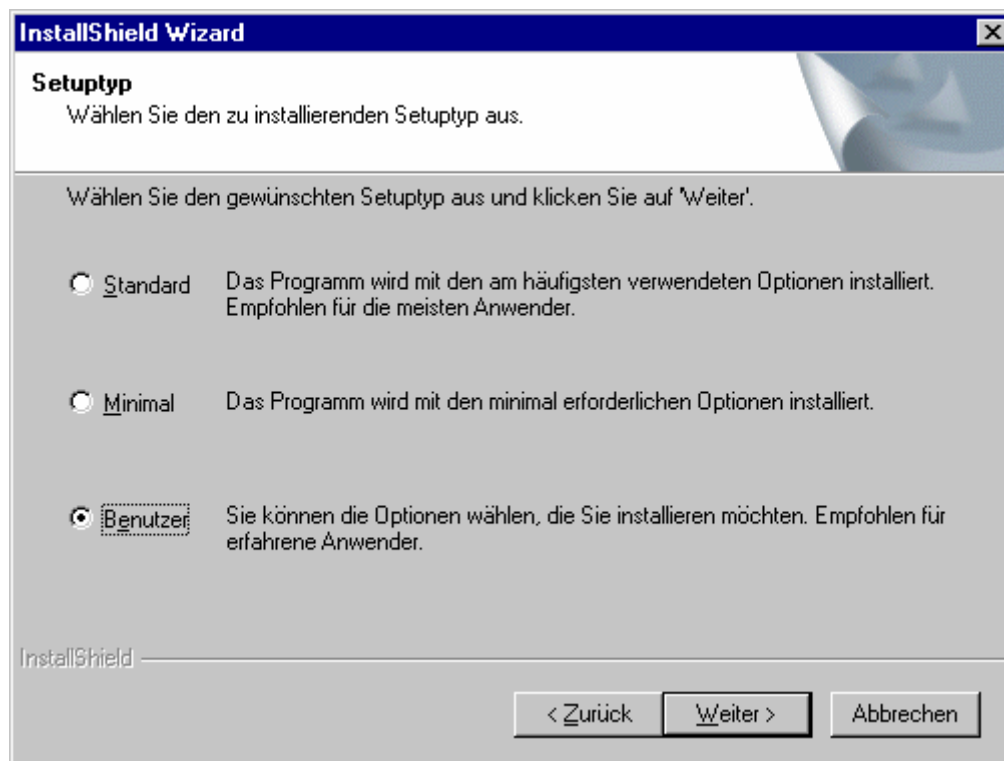 InstallShield Wizard
Setuptyp
Wählen Sie den zu installierenden Setuptyp aus.
Wählen Sie den gewünschten Setuptyp aus und klicken Sie auf 'Weiter'.
Standard
Das Programm wird mit den am häufigsten verwendeten Optionen installiert.
Empfohlen für die meisten Anwender.
Minimal
Das Programm wird mit den minimal erforderlichen Optionen installiert.
Benutzer
Sie können die Optionen wählen, die Sie installieren möchten. Empfohlen für
erfahrene Anwender.
InstallShield
< Zurück
Weiter >
Abbrechen